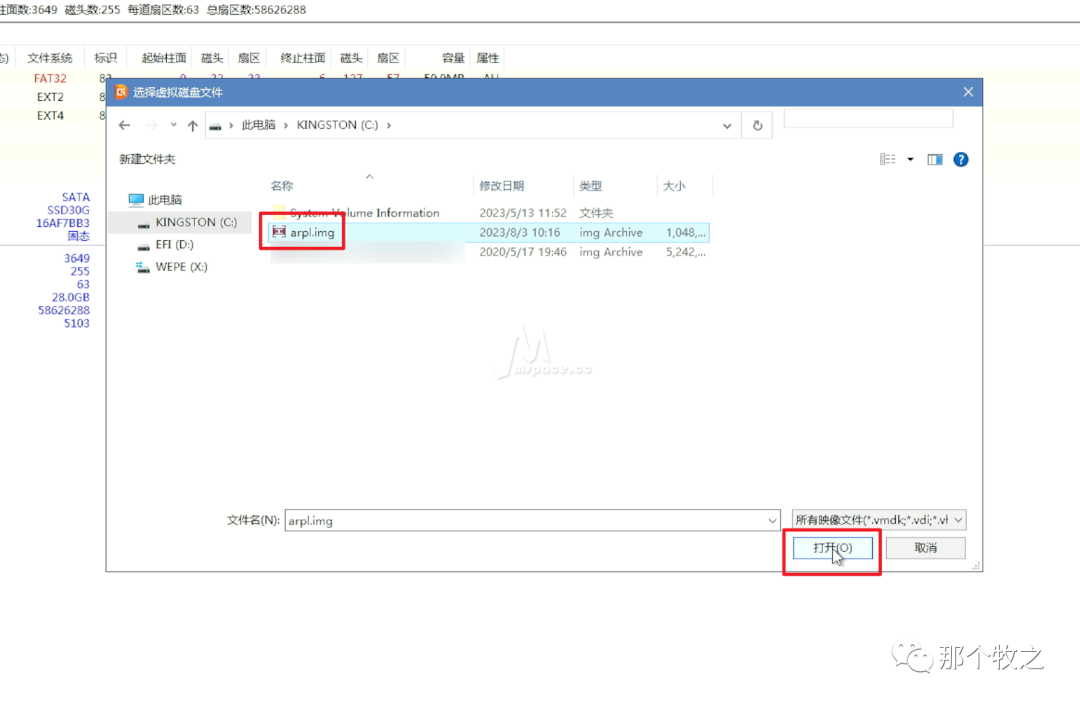 柱面数:3649 磁头数:255 每道扇区数:63 总扇区数:58626288
文件系统 标识 起始柱面 磁头 扇区 终止柱面 磁头 扇区 容量 属性
FAT32
EXT2
EXT4
选择虚拟磁盘文件
此电脑 › KINGSTON (C:) ›
新建文件夹
名称 修改日期 类型 大小
此电脑
KINGSTON (C:)
EFI (D:)
WEPE (X:)
System Volume Information 2023/5/13 11:52 文件夹
arpl.img 2023/8/3 10:16 img Archive 1,048,...
2020/5/17 19:46 img Archive 5,242,...
SATA
SSD30G
16AF7BB3
固态
3649
255
63
28.0GB
58626288
5103
mspace.cc
文件名(N): arpl.img 所有映像文件(*.vmdk;*.vdi;*.vh
打开(O) 取消
那个牧之